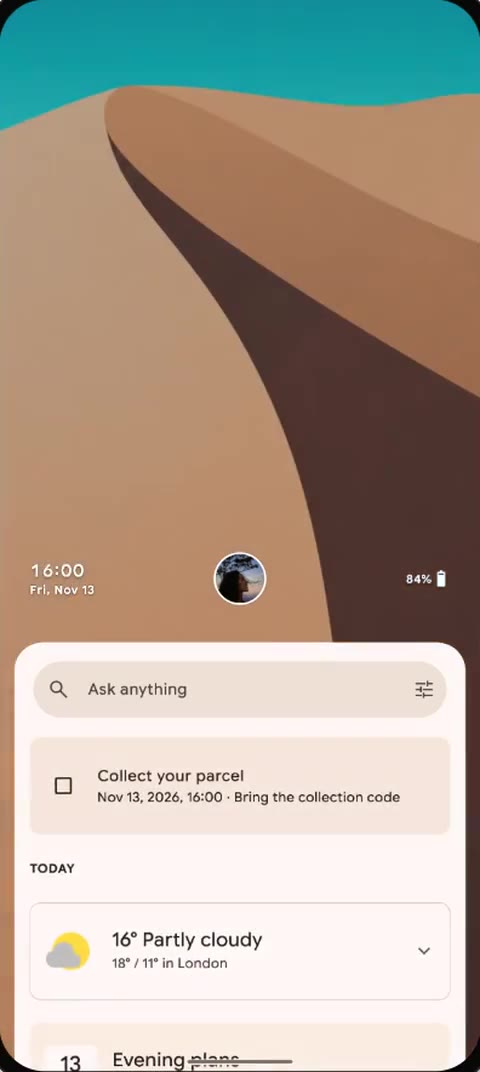 16:00
Fri, Nov 13
84%
Ask anything
Collect your parcel
Nov 13, 2026, 16:00 · Bring the collection code
TODAY
16° Partly cloudy
18° / 11° in London
13
Evening plans